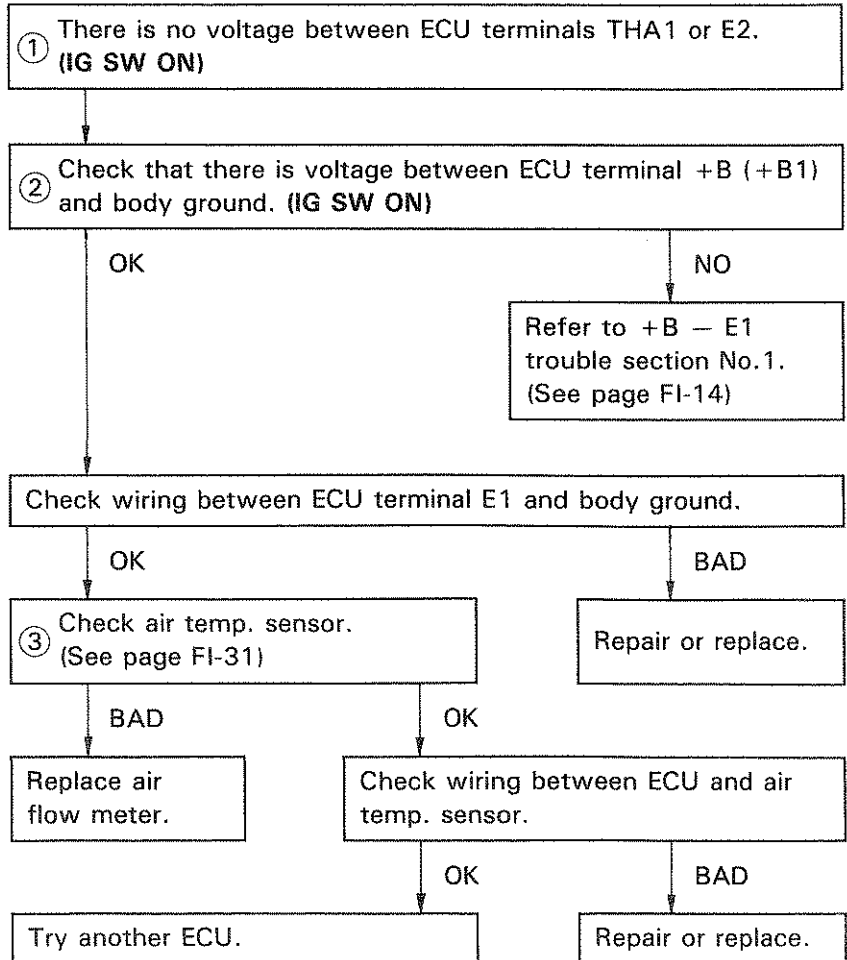 ① There is no voltage between ECU terminals THA1 or E2.
(IG SW ON)
② Check that there is voltage between ECU terminal +B (+B1)
and body ground. (IG SW ON)
OK
NO
Refer to +B — E1
trouble section No.1.
(See page FI-14)
Check wiring between ECU terminal E1 and body ground.
OK
BAD
③ Check air temp. sensor.
(See page FI-31)
Repair or replace.
BAD
OK
Replace air
flow meter.
Check wiring between ECU and air
temp. sensor.
OK
BAD
Try another ECU.
Repair or replace.